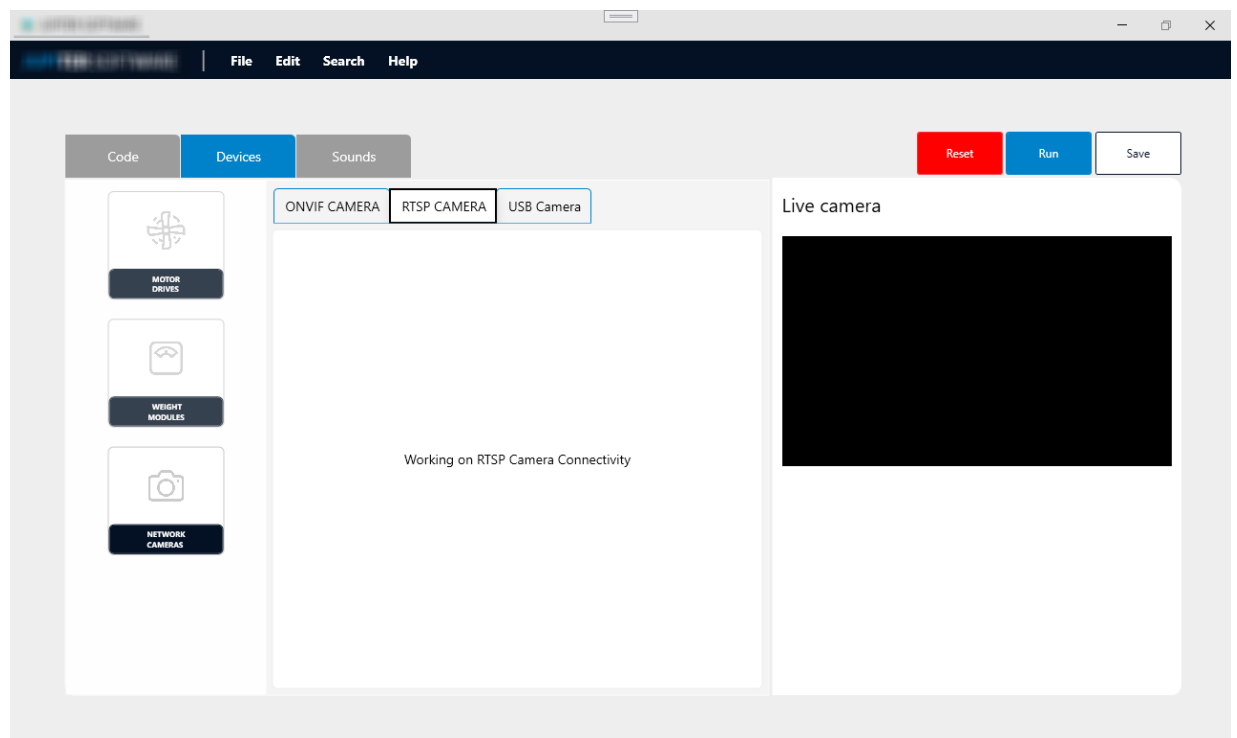 File Edit Search Help
Code Devices Sounds
Reset Run Save
ONVIF CAMERA RTSP CAMERA USB Camera
Live camera
MOTOR
DRIVES
WEIGHT
MODULES
Working on RTSP Camera Connectivity
NETWORK
CAMERAS